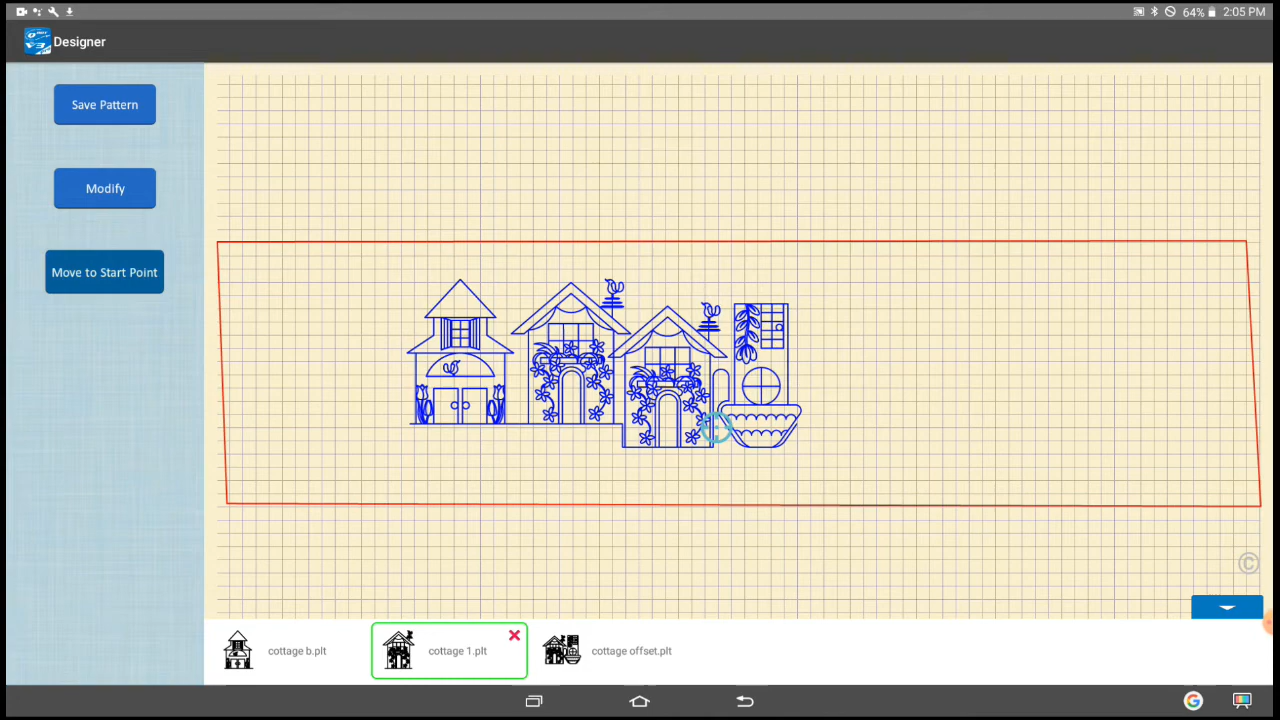 64% 2:05 PM
Designer
Save Pattern
Modify
Move to Start Point
©
cottage b.plt
cottage 1.plt
cottage offset.plt